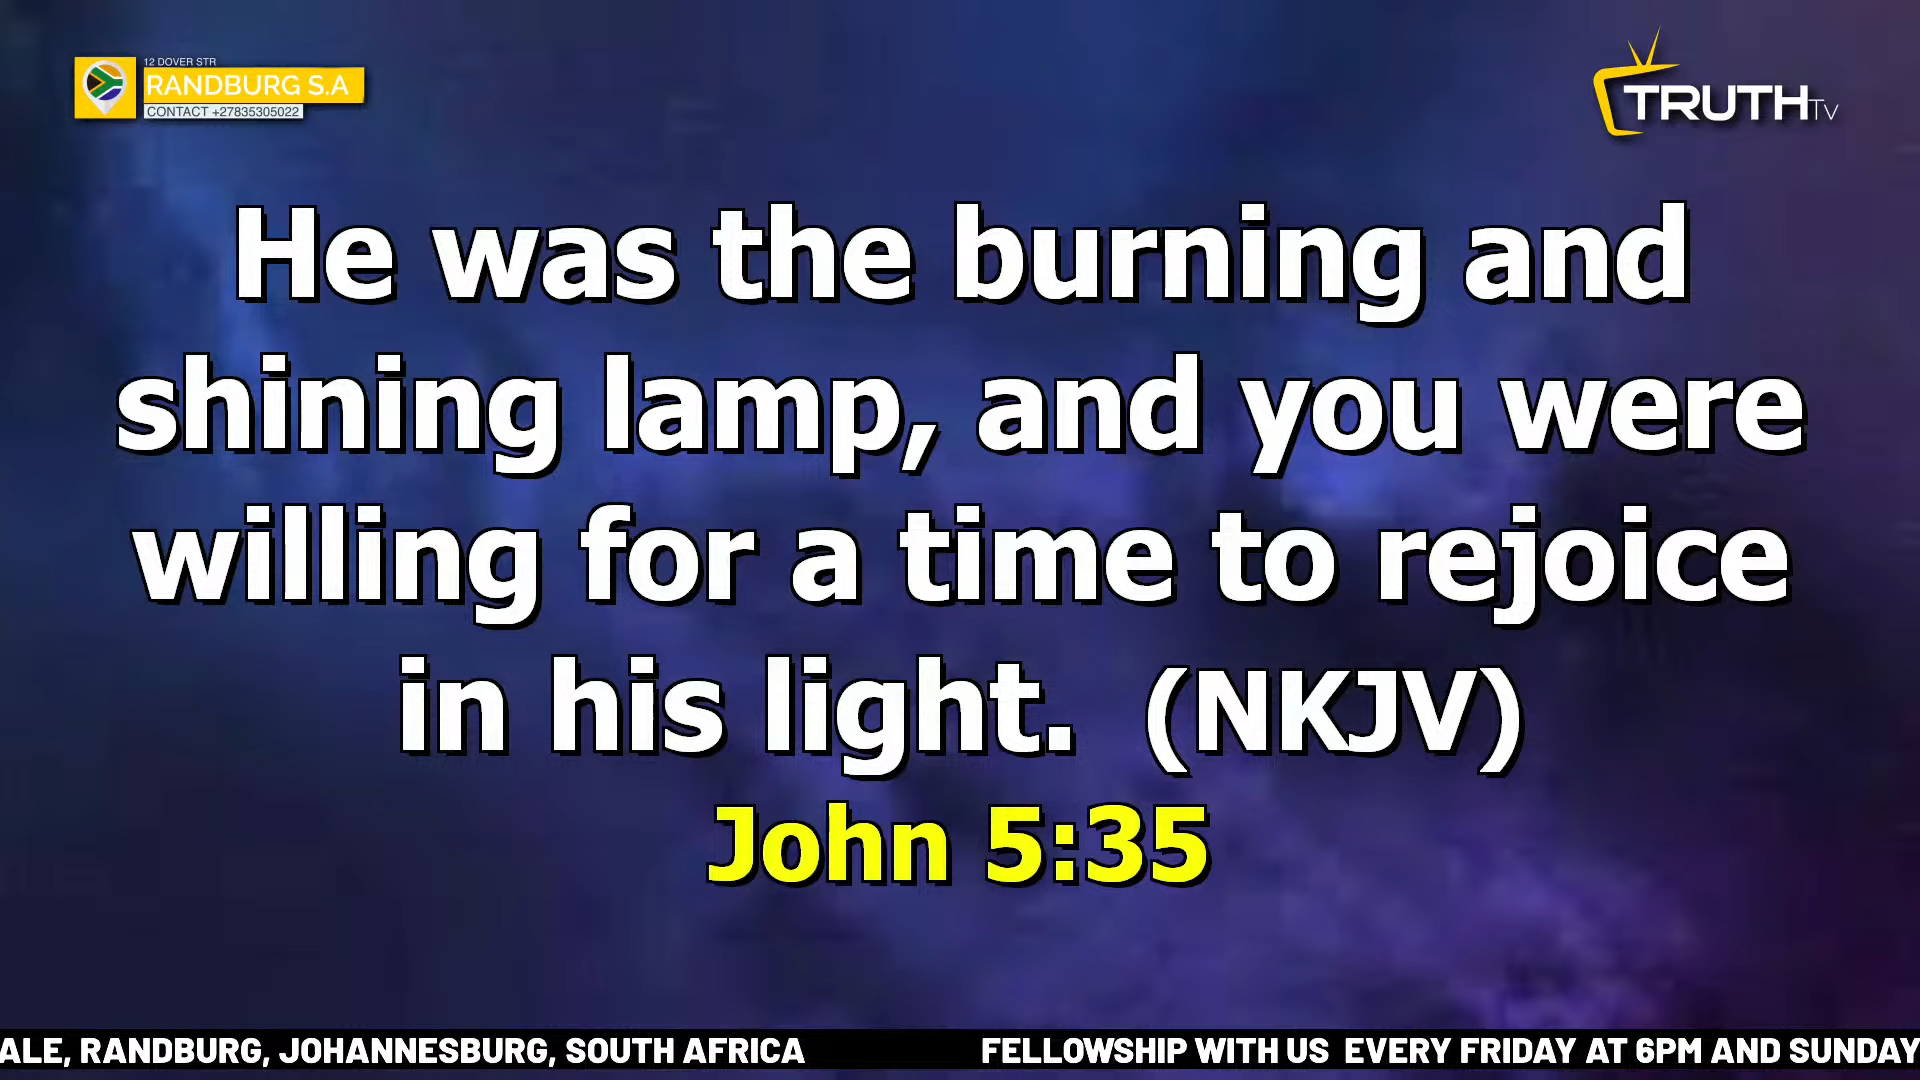 12 DOVER STR
RANDBURG S.A
CONTACT +27835305022
TRUTHTv
He was the burning and
shining lamp, and you were
willing for a time to rejoice
in his light.  (NKJV)
John 5:35
ALE, RANDBURG, JOHANNESBURG, SOUTH AFRICA
FELLOWSHIP WITH US EVERY FRIDAY AT 6PM AND SUNDAY